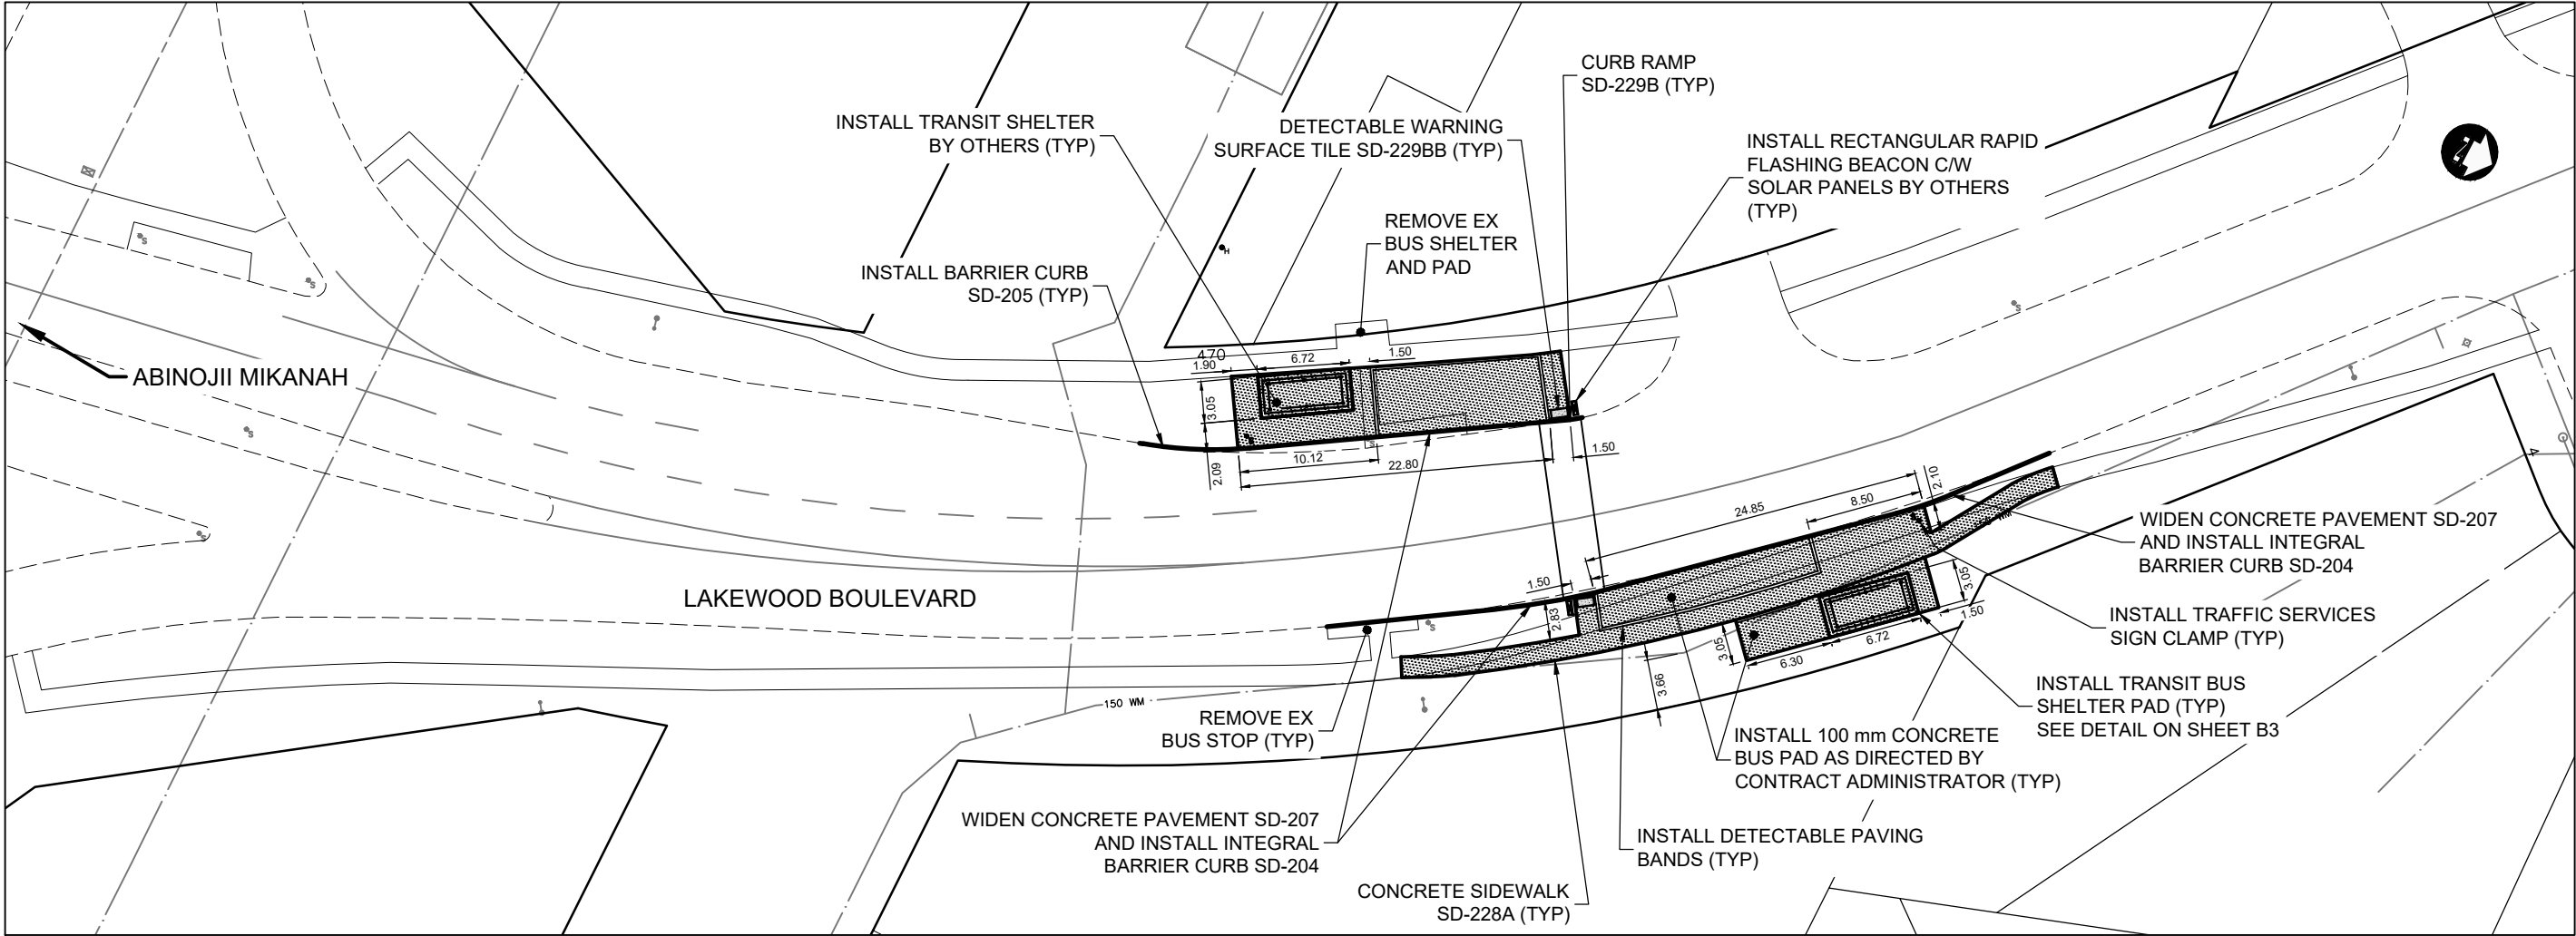 CURB RAMP
SD-229B (TYP)
INSTALL TRANSIT SHELTER
BY OTHERS (TYP)
DETECTABLE WARNING
SURFACE TILE SD-229BB (TYP)
INSTALL RECTANGULAR RAPID
FLASHING BEACON C/W
SOLAR PANELS BY OTHERS
(TYP)
REMOVE EX
BUS SHELTER
AND PAD
INSTALL BARRIER CURB
SD-205 (TYP)
ABINOJII MIKANAH
4.70
1.90
6.72
1.50
3.05
2.09
10.12
22.80
1.50
LAKEWOOD BOULEVARD
24.85
8.50
2.10
1.50
2.83
3.05
1.50
6.72
6.30
3.05
3.66
WM
150 WM
WIDEN CONCRETE PAVEMENT SD-207
AND INSTALL INTEGRAL
BARRIER CURB SD-204
INSTALL TRAFFIC SERVICES
SIGN CLAMP (TYP)
INSTALL TRANSIT BUS
SHELTER PAD (TYP)
SEE DETAIL ON SHEET B3
REMOVE EX
BUS STOP (TYP)
INSTALL 100 mm CONCRETE
BUS PAD AS DIRECTED BY
CONTRACT ADMINISTRATOR (TYP)
WIDEN CONCRETE PAVEMENT SD-207
AND INSTALL INTEGRAL
BARRIER CURB SD-204
INSTALL DETECTABLE PAVING
BANDS (TYP)
CONCRETE SIDEWALK
SD-228A (TYP)